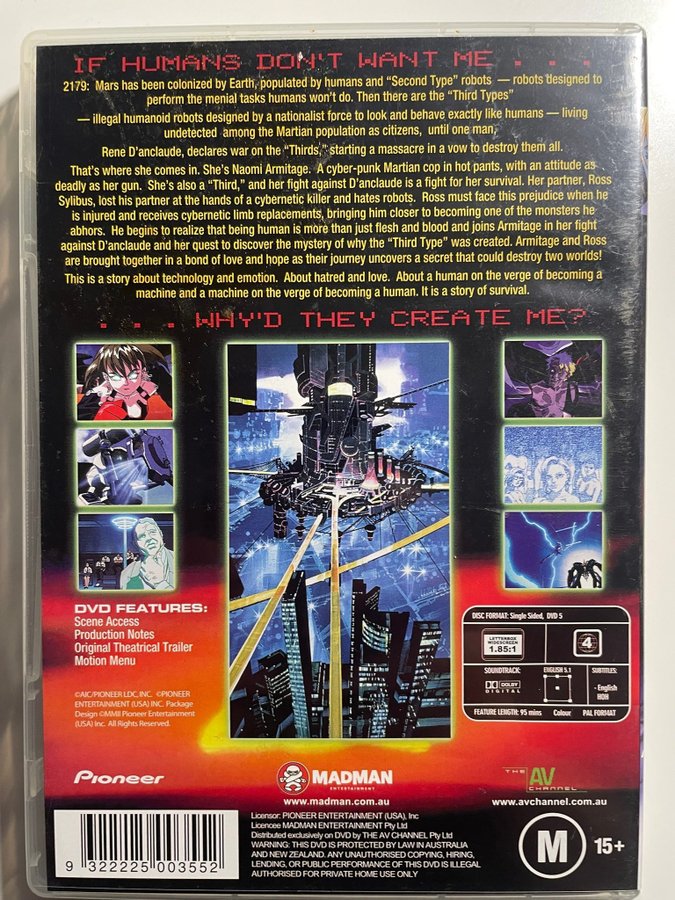 IF HUMANS DON'T WANT ME . . .
2179: Mars has been colonized by Earth, populated by humans and “Second Type” robots — robots designed to
perform the menial tasks humans won't do. Then there are the “Third Types”
— illegal humanoid robots designed by a nationalist force to look and behave exactly like humans — living
undetected among the Martian population as citizens, until one man,
Rene D'anclaude, declares war on the “Thirds,” starting a massacre in a vow to destroy them all.
That's where she comes in. She's Naomi Armitage. A cyber-punk Martian cop in hot pants, with an attitude as
deadly as her gun. She's also a “Third,” and her fight against D'anclaude is a fight for her survival. Her partner, Ross
Sylibus, lost his partner at the hands of a cybernetic killer and hates robots. Ross must face this prejudice when he
is injured and receives cybernetic limb replacements, bringing him closer to becoming one of the monsters he
abhors. He begins to realize that being human is more than just flesh and blood and joins Armitage in her fight
against D'anclaude and her quest to discover the mystery of why the “Third Type” was created. Armitage and Ross
are brought together in a bond of love and hope as their journey uncovers a secret that could destroy two worlds!
This is a story about technology and emotion. About hatred and love. About a human on the verge of becoming a
machine and a machine on the verge of becoming a human. It is a story of survival.
. . . WHY'D THEY CREATE ME?
DVD FEATURES:
Scene Access
Production Notes
Original Theatrical Trailer
Motion Menu
©AIC/PIONEER LDC, INC. ©PIONEER
ENTERTAINMENT (USA) INC. Package
Design ©MMII Pioneer Entertainment
(USA) Inc. All Rights Reserved.
DISC FORMAT: Single Sided, DVD 5
LETTERBOX
WIDESCREEN
1.85:1
4
SOUNDTRACK:
DOLBY
DIGITAL
ENGLISH 5.1
SUBTITLES:
- English
HOH
FEATURE LENGTH: 95 mins Colour PAL FORMAT
Pioneer
MADMAN
ENTERTAINMENT
www.madman.com.au
THE AV CHANNEL
www.avchannel.com.au
Licensor: PIONEER ENTERTAINMENT (USA), Inc
Licencee MADMAN ENTERTAINMENT Pty Ltd
Distributed exclusively on DVD by THE AV CHANNEL Pty Ltd
WARNING: THIS DVD IS PROTECTED BY LAW IN AUSTRALIA
AND NEW ZEALAND. ANY UNAUTHORISED COPYING, HIRING,
LENDING, OR PUBLIC PERFORMANCE OF THIS DVD IS ILLEGAL
AUTHORISED FOR PRIVATE HOME USE ONLY
9 322225 003552
M 15+